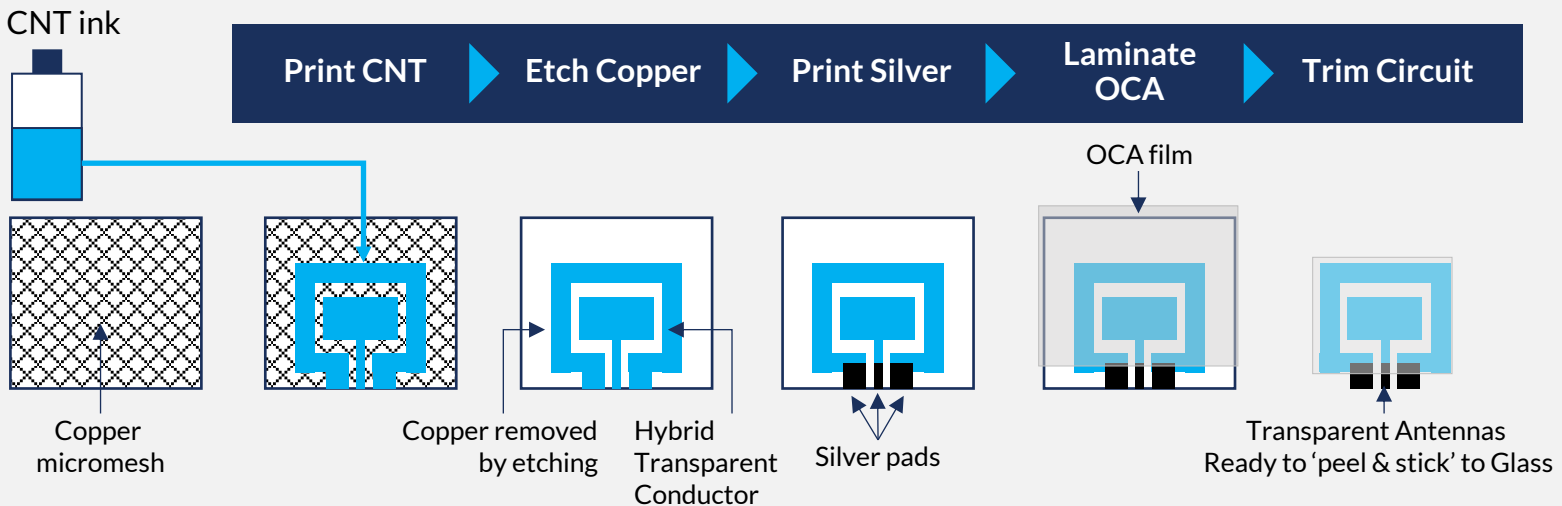 CNT ink
Print CNT
Etch Copper
Print Silver
Laminate
OCA
Trim Circuit
OCA film
Copper
micromesh
Copper removed
by etching
Hybrid
Transparent
Conductor
Silver pads
Transparent Antennas
Ready to ‘peel & stick’ to Glass